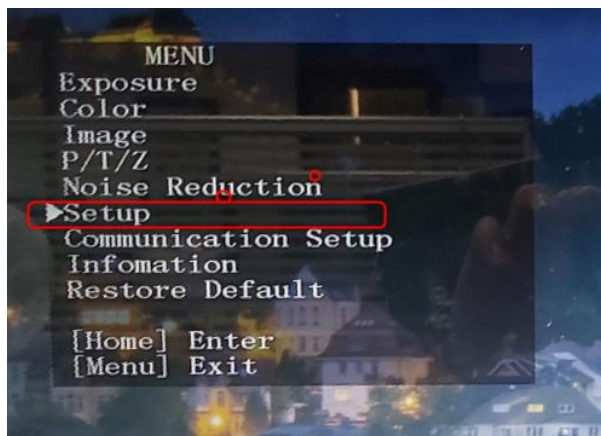 MENU
Exposure
Color
Image
P/T/Z
Noise Reduction
▶Setup
Communication Setup
Infomation
Restore Default
[Home] Enter
[Menu] Exit